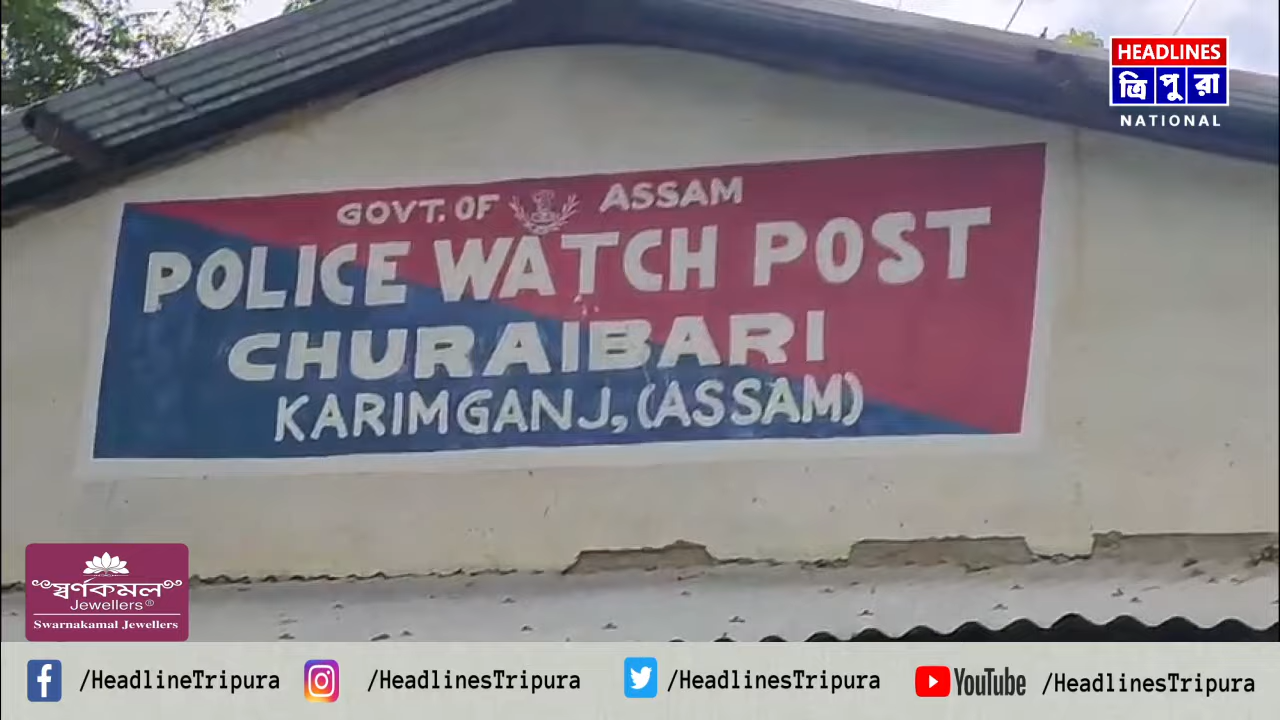 HEADLINES
ত্রিপুরা
NATIONAL
GOVT. OF ASSAM
POLICE WATCH POST
CHURAIBARI
KARIMGANJ, (ASSAM)
স্বর্ণকমল
Jewellers®
Swarnakamal Jewellers
/HeadlineTripura /HeadlinesTripura /HeadlinesTripura YouTube /HeadlinesTripura